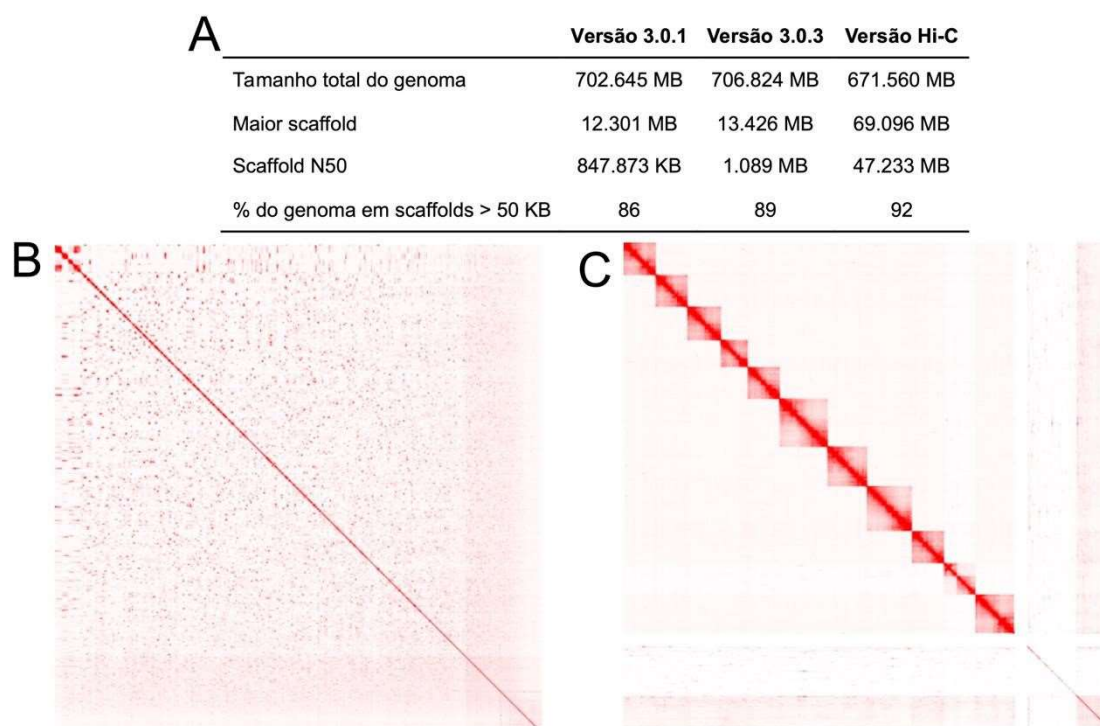 A
Versão 3.0.1 Versão 3.0.3 Versão Hi-C
Tamanho total do genoma 702.645 MB 706.824 MB 671.560 MB
Maior scaffold 12.301 MB 13.426 MB 69.096 MB
Scaffold N50 847.873 KB 1.089 MB 47.233 MB
% do genoma em scaffolds > 50 KB 86 89 92
B
C